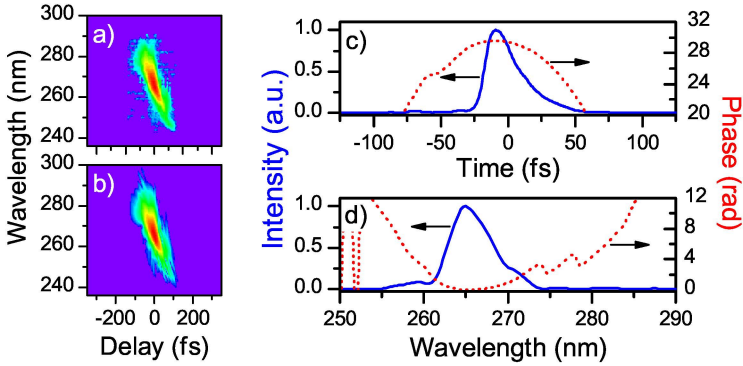 a)
300
280
260
240
b)
300
280
260
240
-200 0 200
Delay (fs)
Wavelength (nm)
c)
1.0
0.5
0.0
32
28
24
20
-100 -50 0 50 100
Time (fs)
d)
1.0
0.5
0.0
12
8
4
0
250 260 270 280 290
Wavelength (nm)
Intensity (a.u.)
Phase (rad)